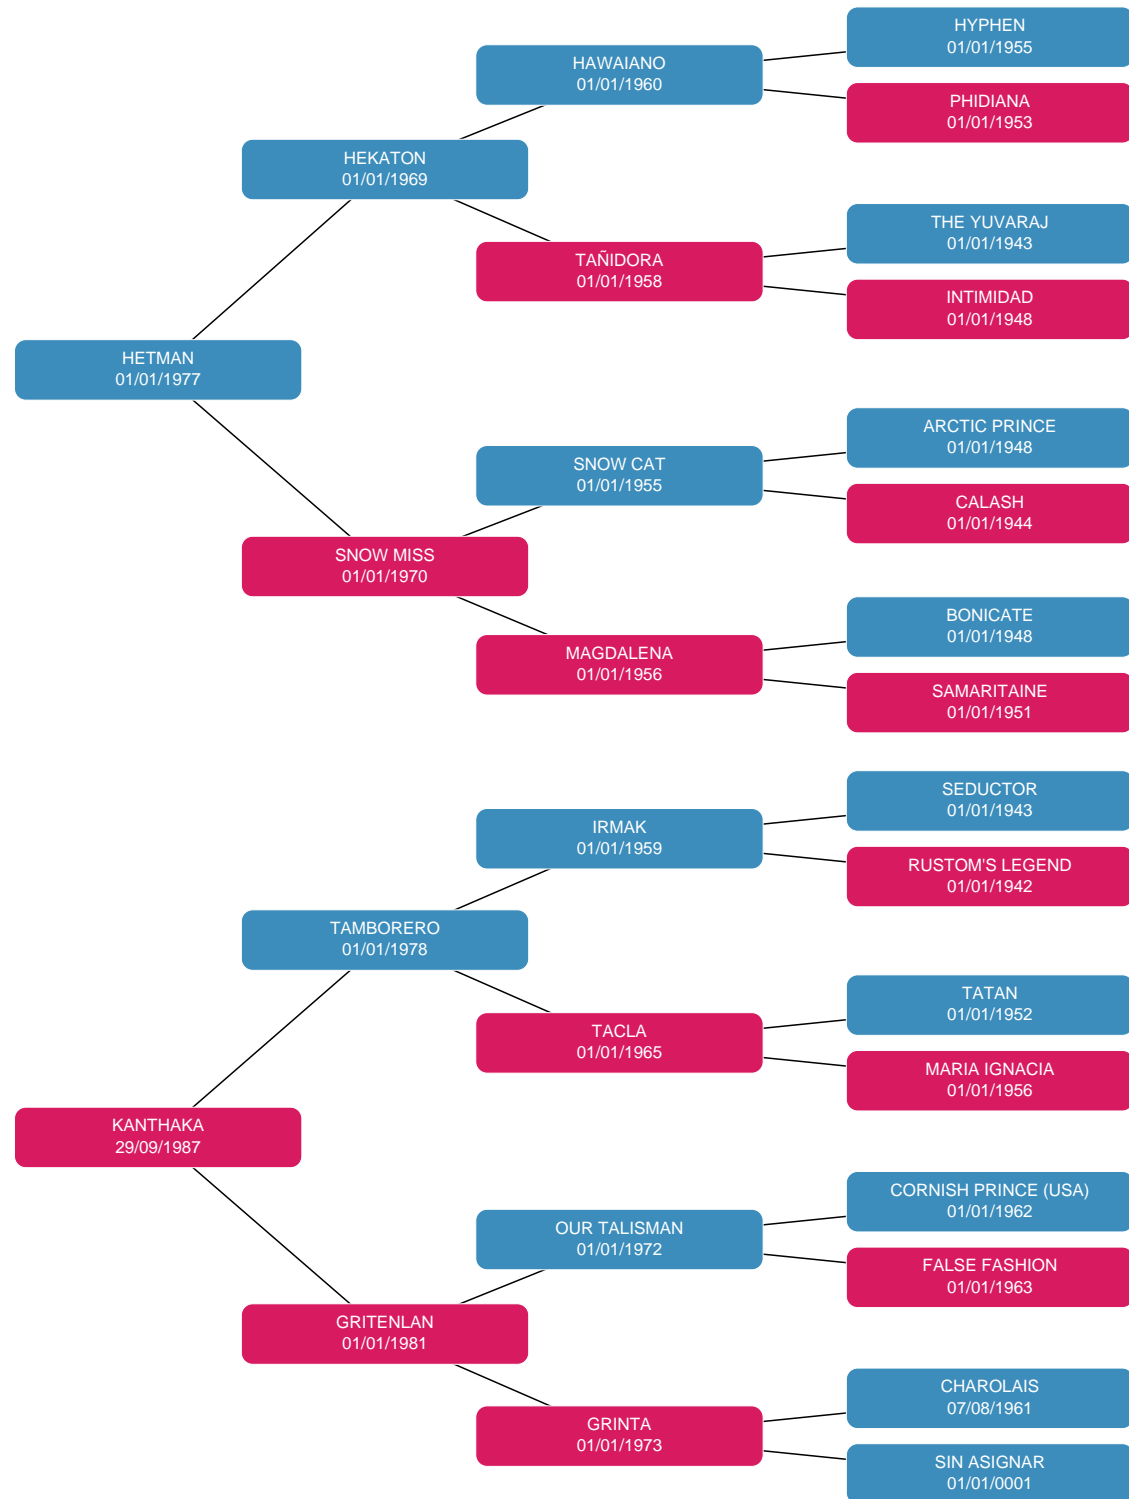 HYPHEN
01/01/1955
HAWAIANO
01/01/1960
PHIDIANA
01/01/1953
HEKATON
01/01/1969
THE YUVARAJ
01/01/1943
TAÑIDORA
01/01/1958
INTIMIDAD
01/01/1948
HETMAN
01/01/1977
ARCTIC PRINCE
01/01/1948
SNOW CAT
01/01/1955
CALASH
01/01/1944
SNOW MISS
01/01/1970
BONICATE
01/01/1948
MAGDALENA
01/01/1956
SAMARITAINE
01/01/1951
SEDUCTOR
01/01/1943
IRMAK
01/01/1959
RUSTOM'S LEGEND
01/01/1942
TAMBORERO
01/01/1978
TATAN
01/01/1952
TACLA
01/01/1965
MARIA IGNACIA
01/01/1956
KANTHAKA
29/09/1987
CORNISH PRINCE (USA)
01/01/1962
OUR TALISMAN
01/01/1972
FALSE FASHION
01/01/1963
GRITENLAN
01/01/1981
CHAROLAIS
07/08/1961
GRINTA
01/01/1973
SIN ASIGNAR
01/01/0001